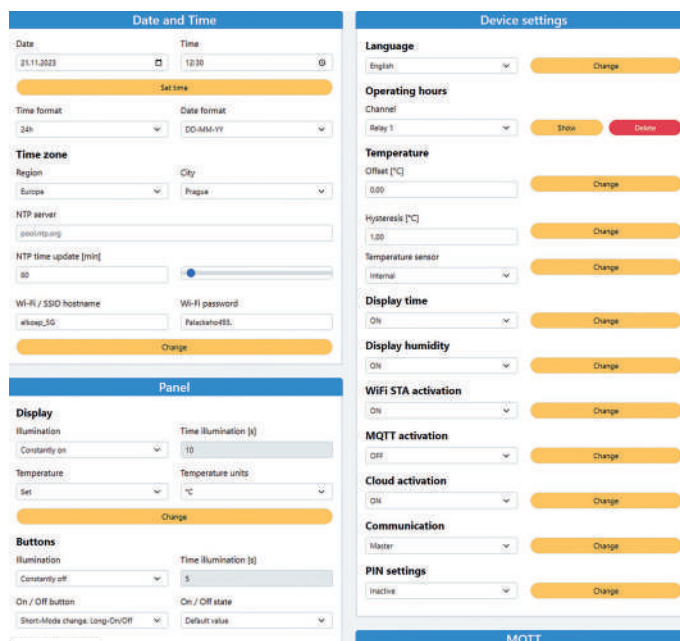 Date and Time
Date
Time
21.11.2023
12:30
Set time
Time format
Date format
24h
DD-MM-YY
Time zone
Region
City
Europe
Prague
NTP server
pool.ntp.org
NTP time update [min]
60
Wi-Fi / SSID hostname
Wi-Fi password
elkoep_5G
Palackeho493.
Change
Panel
Display
Illumination
Time illumination [s]
Constantly on
10
Temperature
Temperature units
Set
°C
Change
Buttons
Illumination
Time illumination [s]
Constantly off
5
On / Off button
On / Off state
Short-Mode change. Long-On/Off
Default value
Device settings
Language
English
Change
Operating hours
Channel
Relay 1
Show
Delete
Temperature
Offset [°C]
0.00
Change
Hysteresis [°C]
1.00
Change
Temperature sensor
Internal
Change
Display time
ON
Change
Display humidity
ON
Change
WiFi STA activation
ON
Change
MQTT activation
OFF
Change
Cloud activation
ON
Change
Communication
Master
Change
PIN settings
Inactive
Change
MQTT